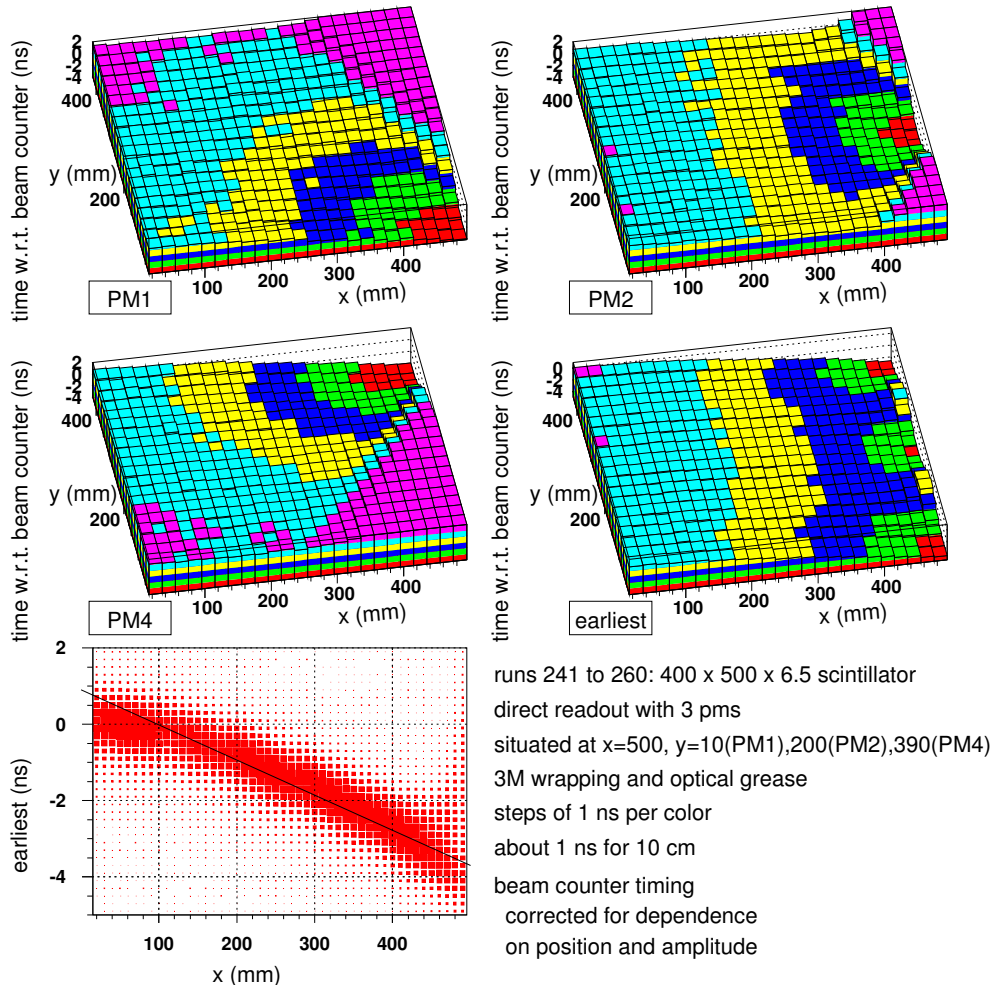 time w.r.t. beam counter (ns)
2
0
-2
-4
400
y (mm)
200
100
200
300
400
x (mm)
PM1
time w.r.t. beam counter (ns)
2
0
-2
-4
400
y (mm)
200
100
200
300
400
x (mm)
PM2
time w.r.t. beam counter (ns)
2
0
-2
-4
400
y (mm)
200
100
200
300
400
x (mm)
PM4
time w.r.t. beam counter (ns)
0
-2
-4
400
y (mm)
200
100
200
300
400
x (mm)
earliest
earliest (ns)
2
0
-2
-4
100
200
300
400
x (mm)
runs 241 to 260: 400 x 500 x 6.5 scintillator
direct readout with 3 pms
situated at x=500, y=10(PM1),200(PM2),390(PM4)
3M wrapping and optical grease
steps of 1 ns per color
about 1 ns for 10 cm
beam counter timing
corrected for dependence
on position and amplitude